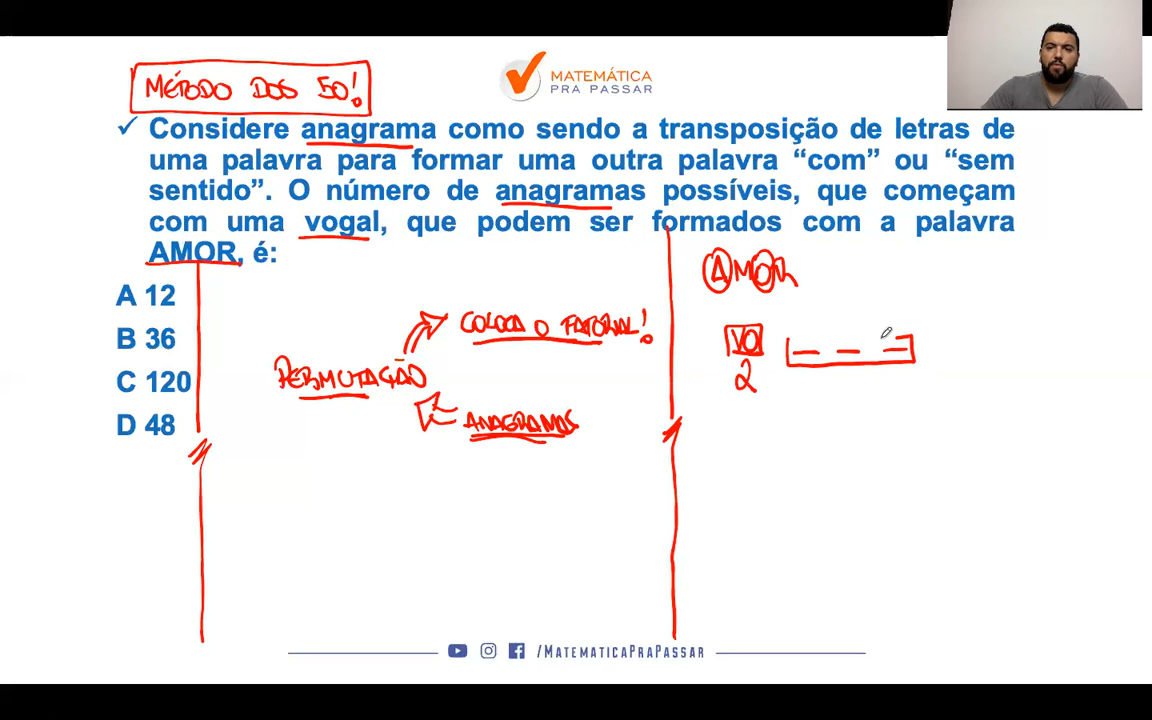 MÉTODO DOS 50!
MATEMÁTICA
PRA PASSAR
✓ Considere anagrama como sendo a transposição de letras de
uma palavra para formar uma outra palavra “com” ou “sem
sentido”. O número de anagramas possíveis, que começam
com uma vogal, que podem ser formados com a palavra
AMOR, é:
A 12
B 36
C 120
D 48
COLOCA O FATORIAL!
PERMUTAÇÃO
ANAGRAMAS
AMOR
VO
2
/MATEMATICAPRAPASSAR